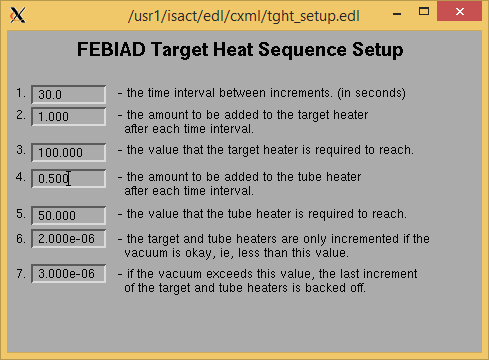 /usr1/isact/edl/cxml/tght_setup.edl
FEBIAD Target Heat Sequence Setup
1. 30.0 - the time interval between increments. (in seconds)
2. 1.000 - the amount to be added to the target heater
after each time interval.
3. 100.000 - the value that the target heater is required to reach.
4. 0.500 - the amount to be added to the tube heater
after each time interval.
5. 50.000 - the value that the tube heater is required to reach.
6. 2.000e-06 - the target and tube heaters are only incremented if the
vacuum is okay, ie, less than this value.
7. 3.000e-06 - if the vacuum exceeds this value, the last increment
of the target and tube heaters is backed off.